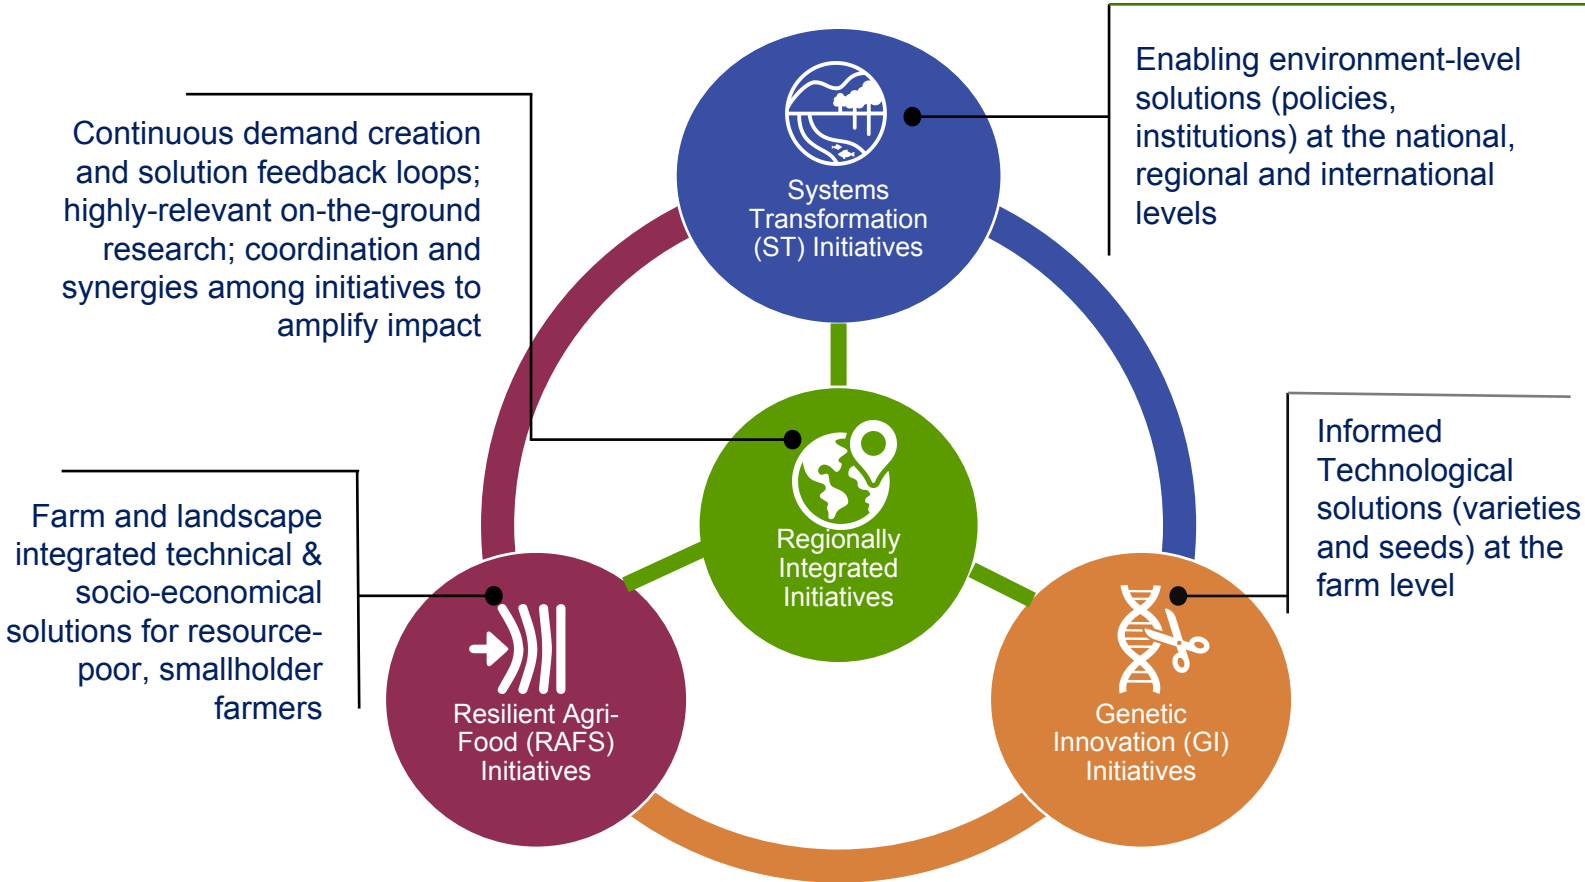 Enabling environment-level
solutions (policies,
institutions) at the national,
regional and international
levels
Continuous demand creation
and solution feedback loops;
highly-relevant on-the-ground
research; coordination and
synergies among initiatives to
amplify impact
Systems
Transformation
(ST) Initiatives
Informed
Technological
solutions (varieties
and seeds) at the
farm level
Regionally
Integrated
Initiatives
Farm and landscape
integrated technical &
socio-economical
solutions for resource-
poor, smallholder
farmers
Resilient Agri-
Food (RAFS)
Initiatives
Genetic
Innovation (GI)
Initiatives